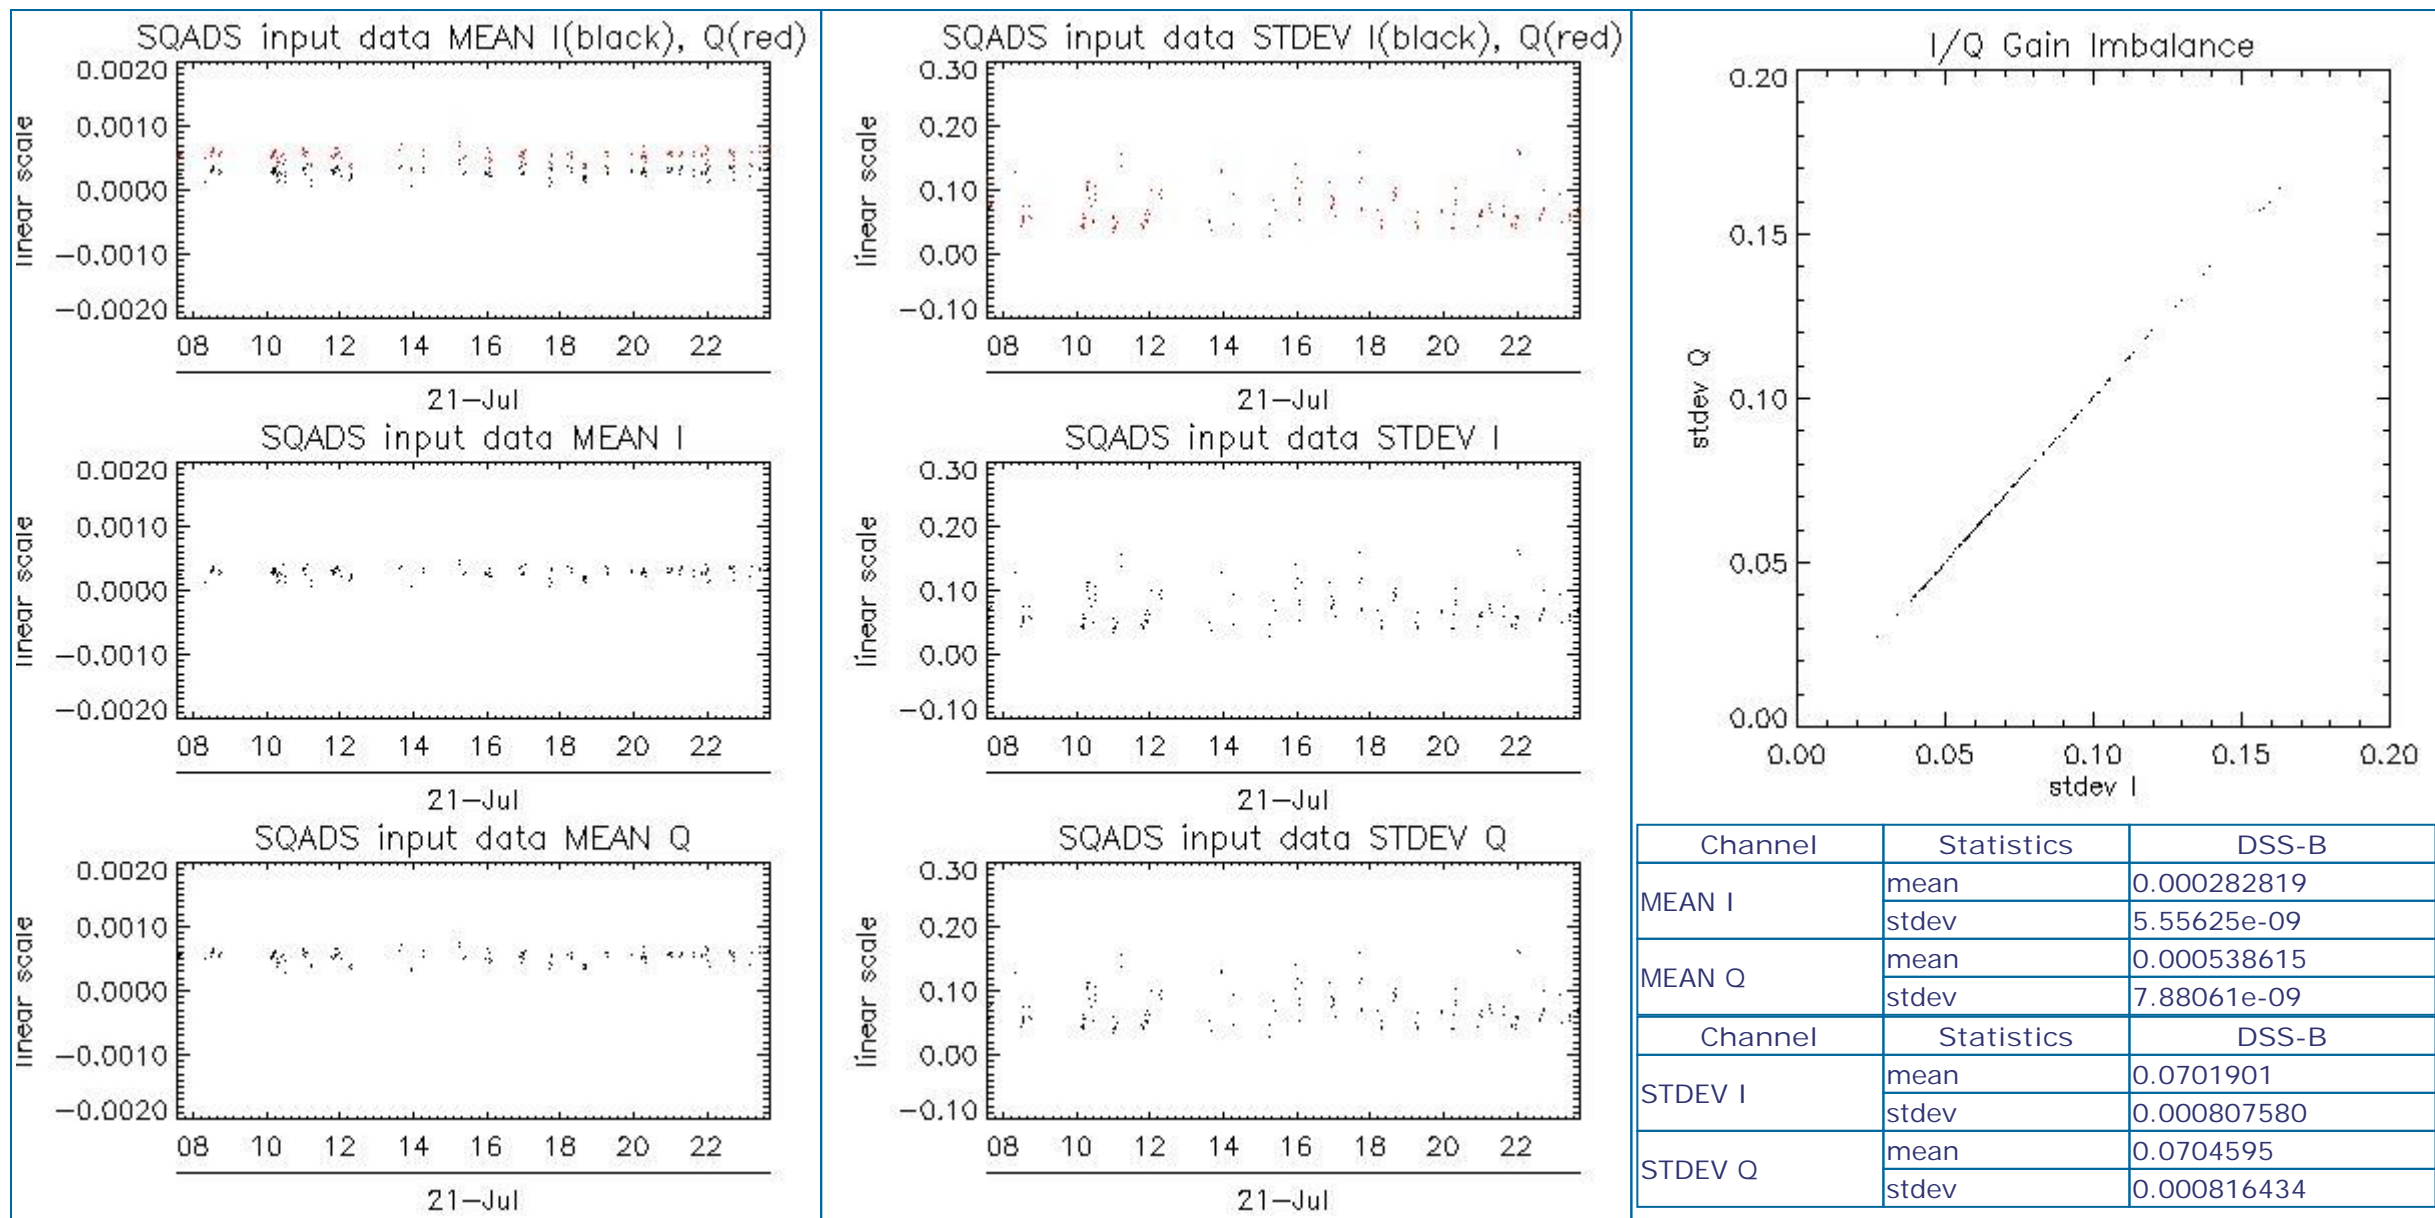 SQADS input data MEAN I(black), Q(red)
linear scale
0.0020
0.0010
0.0000
−0.0010
−0.0020
08 10 12 14 16 18 20 22
21−Jul
SQADS input data MEAN I
linear scale
0.0020
0.0010
0.0000
−0.0010
−0.0020
08 10 12 14 16 18 20 22
21−Jul
SQADS input data MEAN Q
linear scale
0.0020
0.0010
0.0000
−0.0010
−0.0020
08 10 12 14 16 18 20 22
21−Jul
SQADS input data STDEV I(black), Q(red)
linear scale
0.30
0.20
0.10
0.00
−0.10
08 10 12 14 16 18 20 22
21−Jul
SQADS input data STDEV I
linear scale
0.30
0.20
0.10
0.00
−0.10
08 10 12 14 16 18 20 22
21−Jul
SQADS input data STDEV Q
linear scale
0.30
0.20
0.10
0.00
−0.10
08 10 12 14 16 18 20 22
21−Jul
I/Q Gain Imbalance
stdev Q
0.20
0.15
0.10
0.05
0.00
0.00 0.05 0.10 0.15 0.20
stdev I
Channel Statistics DSS-B
MEAN I mean 0.000282819
stdev 5.55625e-09
MEAN Q mean 0.000538615
stdev 7.88061e-09
Channel Statistics DSS-B
STDEV I mean 0.0701901
stdev 0.000807580
STDEV Q mean 0.0704595
stdev 0.000816434